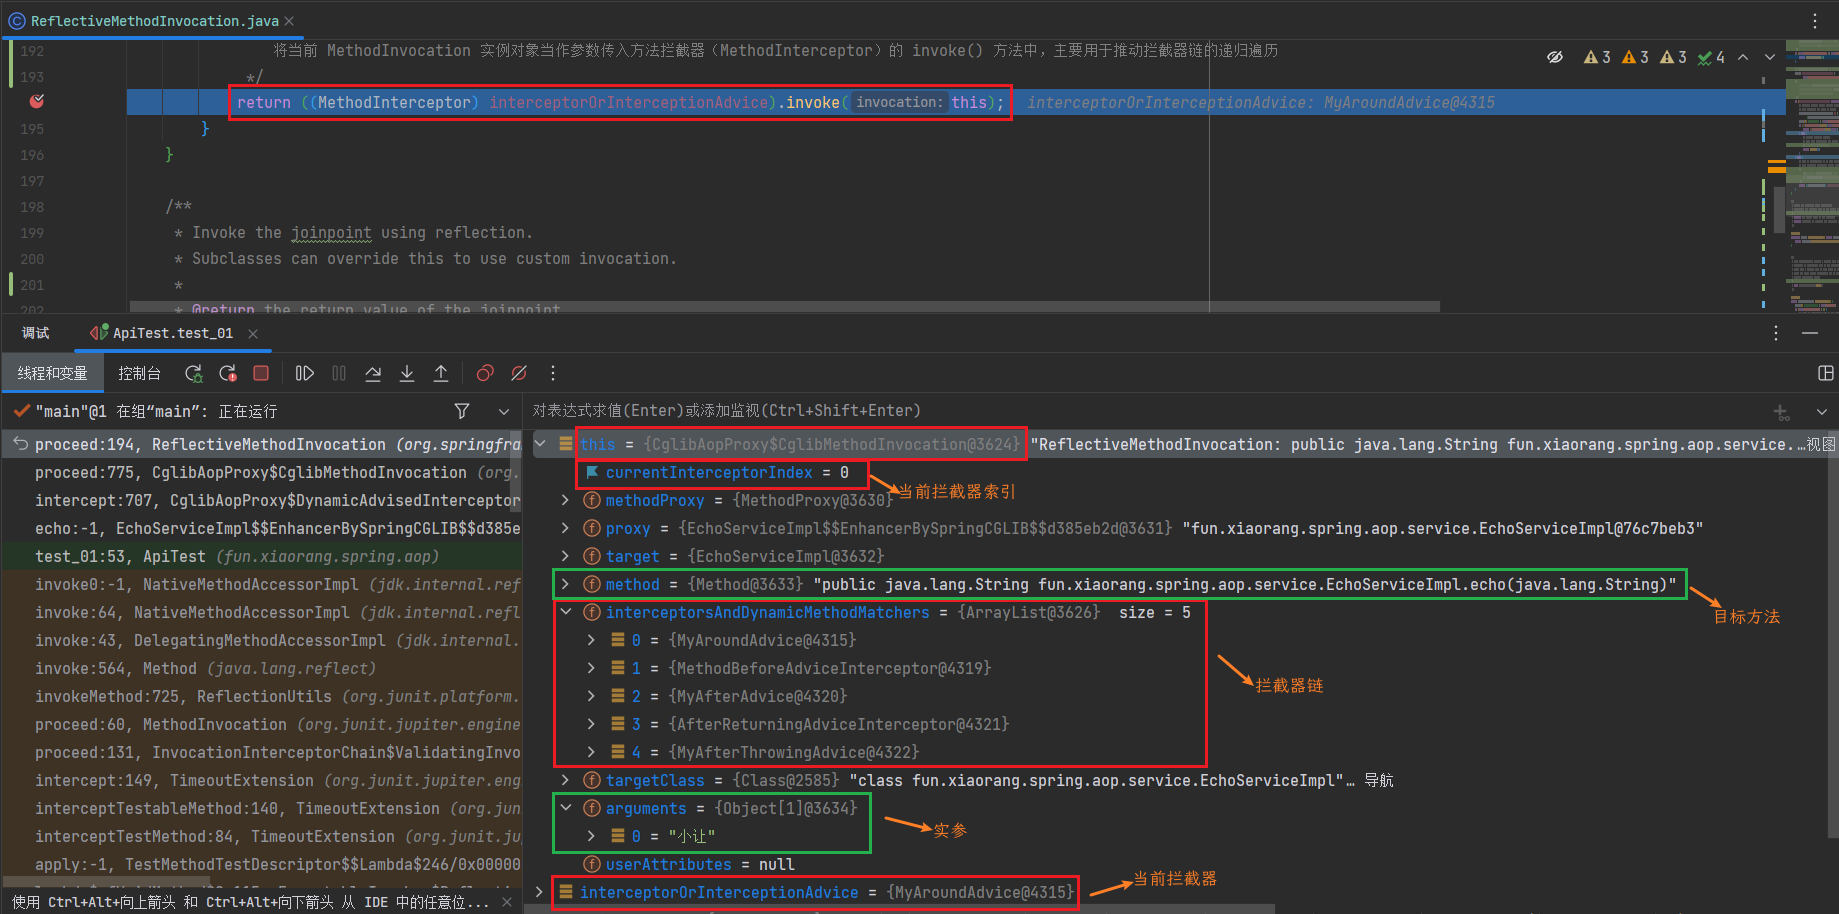 ReflectiveMethodInvocation.java
192 将当前 MethodInvocation 实例对象当作参数传入方法拦截器（MethodInterceptor）的 invoke() 方法中，主要用于推动拦截器链的递归遍历
3 3 3 4
193 */
return ((MethodInterceptor) interceptorOrInterceptionAdvice).invoke( invocation: this); interceptorOrInterceptionAdvice: MyAroundAdvice@4315
195 }
196 }
197
198 /**
199 * Invoke the joinpoint using reflection.
200 * Subclasses can override this to use custom invocation.
201 *
202 * @return the return value of the joinpoint
调试 ApiTest.test_01
线程和变量 控制台
"main"@1 在组“main”: 正在运行
proceed:194, ReflectiveMethodInvocation (org.springfra
proceed:775, CglibAopProxy$CglibMethodInvocation (org.
intercept:707, CglibAopProxy$DynamicAdvisedInterceptor
echo:-1, EchoServiceImpl$$EnhancerBySpringCGLIB$$d385e
test_01:53, ApiTest (fun.xiaorang.spring.aop)
invoke0:-1, NativeMethodAccessorImpl (jdk.internal.ref
invoke:64, NativeMethodAccessorImpl (jdk.internal.refl
invoke:43, DelegatingMethodAccessorImpl (jdk.internal.
invoke:564, Method (java.lang.reflect)
invokeMethod:725, ReflectionUtils (org.junit.platform.
proceed:60, MethodInvocation (org.junit.jupiter.engine
proceed:131, InvocationInterceptorChain$ValidatingInvo
intercept:149, TimeoutExtension (org.junit.jupiter.eng
interceptTestableMethod:140, TimeoutExtension (org.jun
interceptTestMethod:84, TimeoutExtension (org.junit.ju
apply:-1, TestMethodTestDescriptor$$Lambda$246/0x00000
使用 Ctrl+Alt+向上箭头 和 Ctrl+Alt+向下箭头 从 IDE 中的任意位...
对表达式求值(Enter)或添加监视(Ctrl+Shift+Enter)
this = {CglibAopProxy$CglibMethodInvocation@3624} "ReflectiveMethodInvocation: public java.lang.String fun.xiaorang.spring.aop.service.…视图
currentInterceptorIndex = 0
当前拦截器索引
methodProxy = {MethodProxy@3630}
proxy = {EchoServiceImpl$$EnhancerBySpringCGLIB$$d385eb2d@3631} "fun.xiaorang.spring.aop.service.EchoServiceImpl@76c7beb3"
target = {EchoServiceImpl@3632}
method = {Method@3633} "public java.lang.String fun.xiaorang.spring.aop.service.EchoServiceImpl.echo(java.lang.String)"
目标方法
interceptorsAndDynamicMethodMatchers = {ArrayList@3626} size = 5
0 = {MyAroundAdvice@4315}
1 = {MethodBeforeAdviceInterceptor@4319}
拦截器链
2 = {MyAfterAdvice@4320}
3 = {AfterReturningAdviceInterceptor@4321}
4 = {MyAfterThrowingAdvice@4322}
targetClass = {Class@2585} "class fun.xiaorang.spring.aop.service.EchoServiceImpl"… 导航
arguments = {Object[1]@3634}
0 = "小让"
实参
userAttributes = null
当前拦截器
interceptorOrInterceptionAdvice = {MyAroundAdvice@4315}